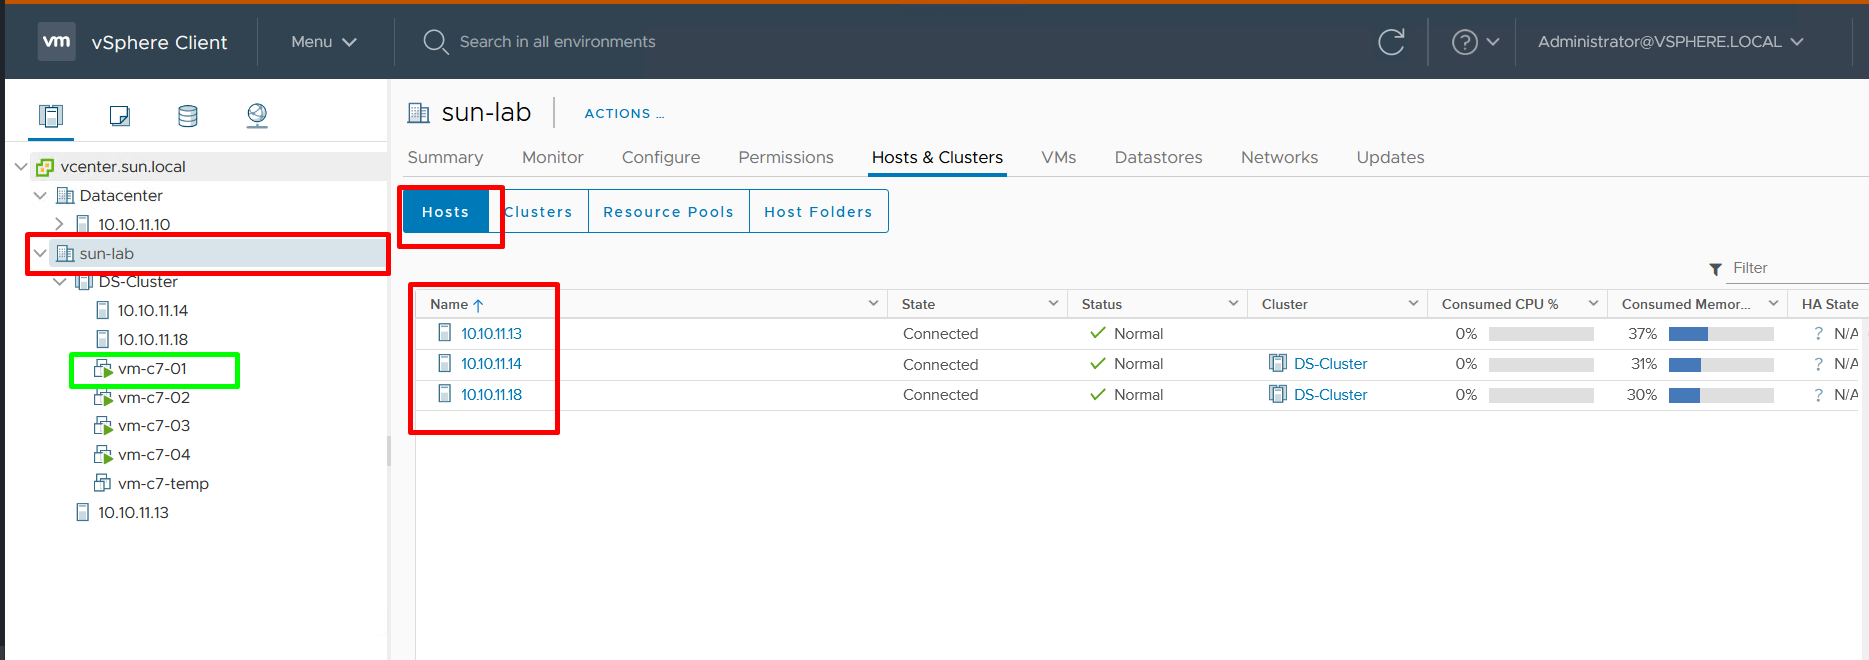 vm vSphere Client Menu Search in all environments ? Administrator@VSPHERE.LOCAL
vcenter.sun.local
Datacenter
10.10.11.10
sun-lab
DS-Cluster
10.10.11.14
10.10.11.18
vm-c7-01
vm-c7-02
vm-c7-03
vm-c7-04
vm-c7-temp
10.10.11.13
sun-lab ACTIONS ...
Summary Monitor Configure Permissions Hosts & Clusters VMs Datastores Networks Updates
Hosts Clusters Resource Pools Host Folders
Filter
Name State Status Cluster Consumed CPU % Consumed Memor... HA State
10.10.11.13 Connected Normal 0% 37% ? N/A
10.10.11.14 Connected Normal DS-Cluster 0% 31% ? N/A
10.10.11.18 Connected Normal DS-Cluster 0% 30% ? N/A